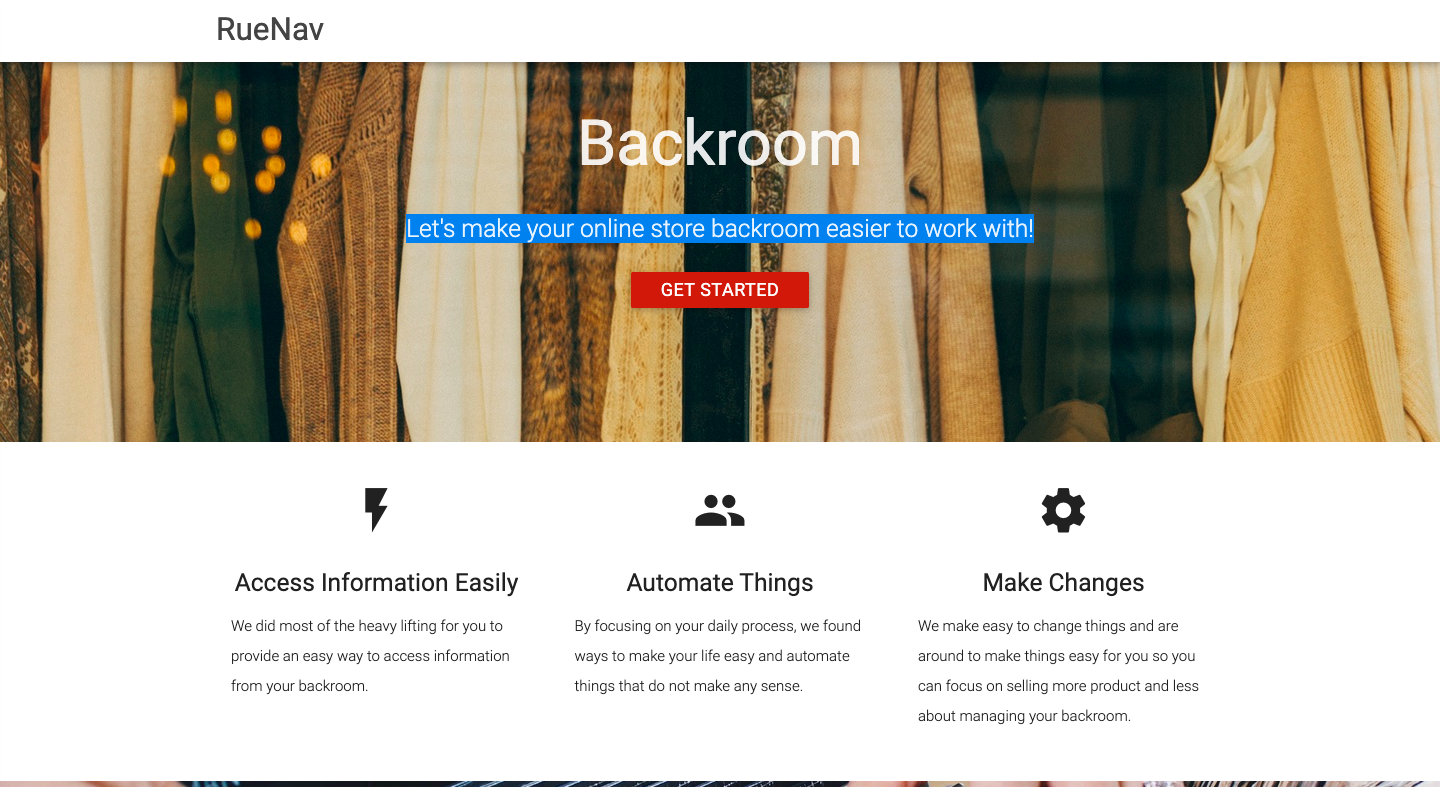 RueNav
Backroom
Let's make your online store backroom easier to work with!
GET STARTED
Access Information Easily
We did most of the heavy lifting for you to
provide an easy way to access information
from your backroom.
Automate Things
By focusing on your daily process, we found
ways to make your life easy and automate
things that do not make any sense.
Make Changes
We make easy to change things and are
around to make things easy for you so you
can focus on selling more product and less
about managing your backroom.